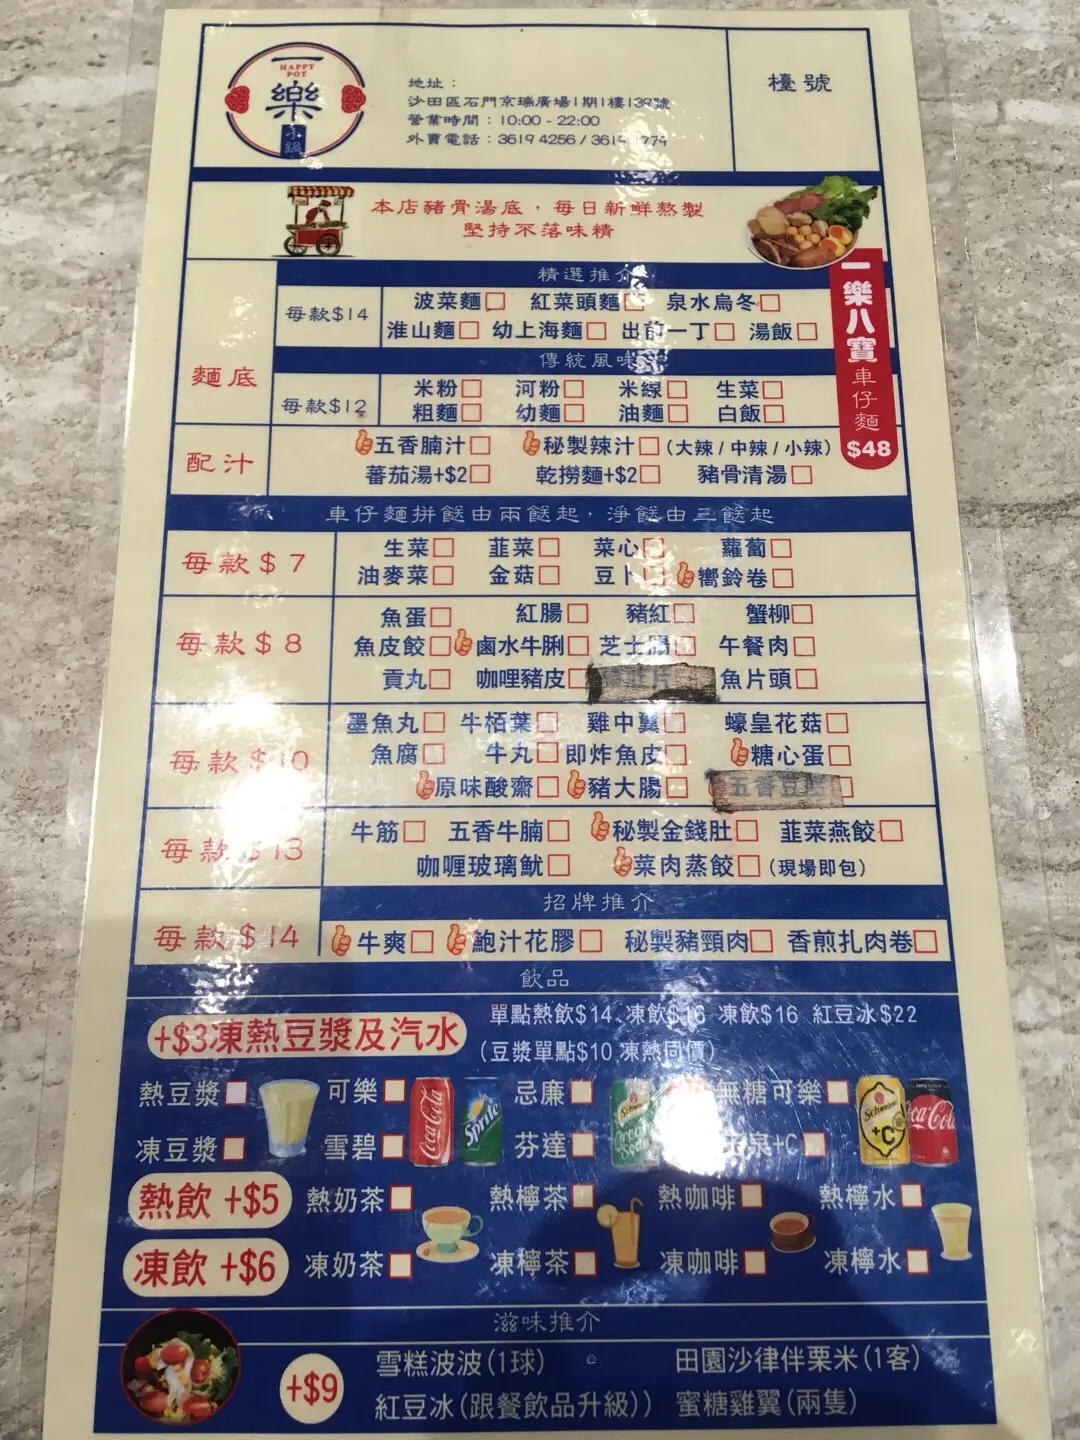 HAPPY
POT
一
樂
小鍋
地址：
沙田區石門京瑞廣場1期1樓139號
營業時間：10:00 - 22:00
外賣電話：3619 4256 / 361
檯號
本店豬骨湯底，每日新鮮熬製
堅持不落味精
一樂八寶車仔麵 $48
精選推介
麵底
每款$14
波菜麵 紅菜頭麵 泉水烏冬
淮山麵 幼上海麵 出前一丁 湯飯
傳統風味
每款$12
米粉 河粉 米線 生菜
粗麵 幼麵 油麵 白飯
配汁
五香腩汁 秘製辣汁 (大辣 / 中辣 / 小辣)
蕃茄湯+$2 乾撈麵+$2 豬骨清湯
車仔麵拼餸由兩餸起，淨餸由三餸起
每款$7
生菜 韮菜 菜心 蘿蔔
油麥菜 金菇 豆卜 嚮鈴卷
每款$8
魚蛋 紅腸 豬紅 蟹柳
魚皮餃 鹵水牛脷 芝士腸 午餐肉
貢丸 咖哩豬皮 魚片頭
每款$10
墨魚丸 牛栢葉 雞中翼 蠔皇花菇
魚腐 牛丸 即炸魚皮 糖心蛋
原味酸齋 豬大腸 五香豆
每款$13
牛筋 五香牛腩 秘製金錢肚 韮菜燕餃
咖喱玻璃魷 菜肉蒸餃 (現場即包)
招牌推介
每款$14
牛爽 鮑汁花膠 秘製豬頸肉 香煎扎肉卷
飲品
+$3凍熱豆漿及汽水
單點熱飲$14、凍飲$16 凍飲$16 紅豆冰$22
(豆漿單點$10 凍熱同價)
熱豆漿 可樂 忌廉 無糖可樂
凍豆漿 雪碧 芬達 泉+C
熱飲 +$5 熱奶茶 熱檸茶 熱咖啡 熱檸水
凍飲 +$6 凍奶茶 凍檸茶 凍咖啡 凍檸水
滋味推介
+$9
雪糕波波(1球) 田園沙律伴粟米(1客)
紅豆冰(跟餐飲品升級)) 蜜糖雞翼(兩隻)